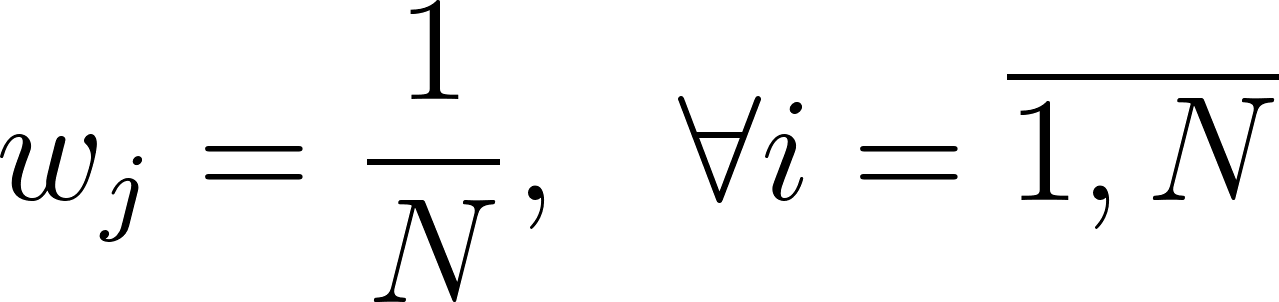 w_j = \frac{1}{N}, \quad \forall i = \overline{1, N}